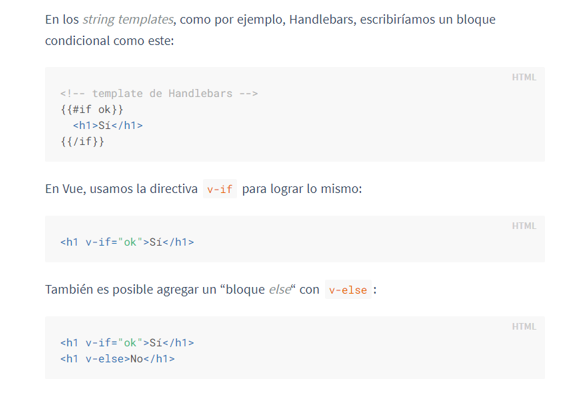 En los string templates, como por ejemplo, Handlebars, escribiríamos un bloque
condicional como este:
HTML
<!-- template de Handlebars -->
{{#if ok}}
  <h1>Sí</h1>
{{/if}}
En Vue, usamos la directiva v-if para lograr lo mismo:
HTML
<h1 v-if="ok">Sí</h1>
También es posible agregar un “bloque else“ con v-else :
HTML
<h1 v-if="ok">Sí</h1>
<h1 v-else>No</h1>